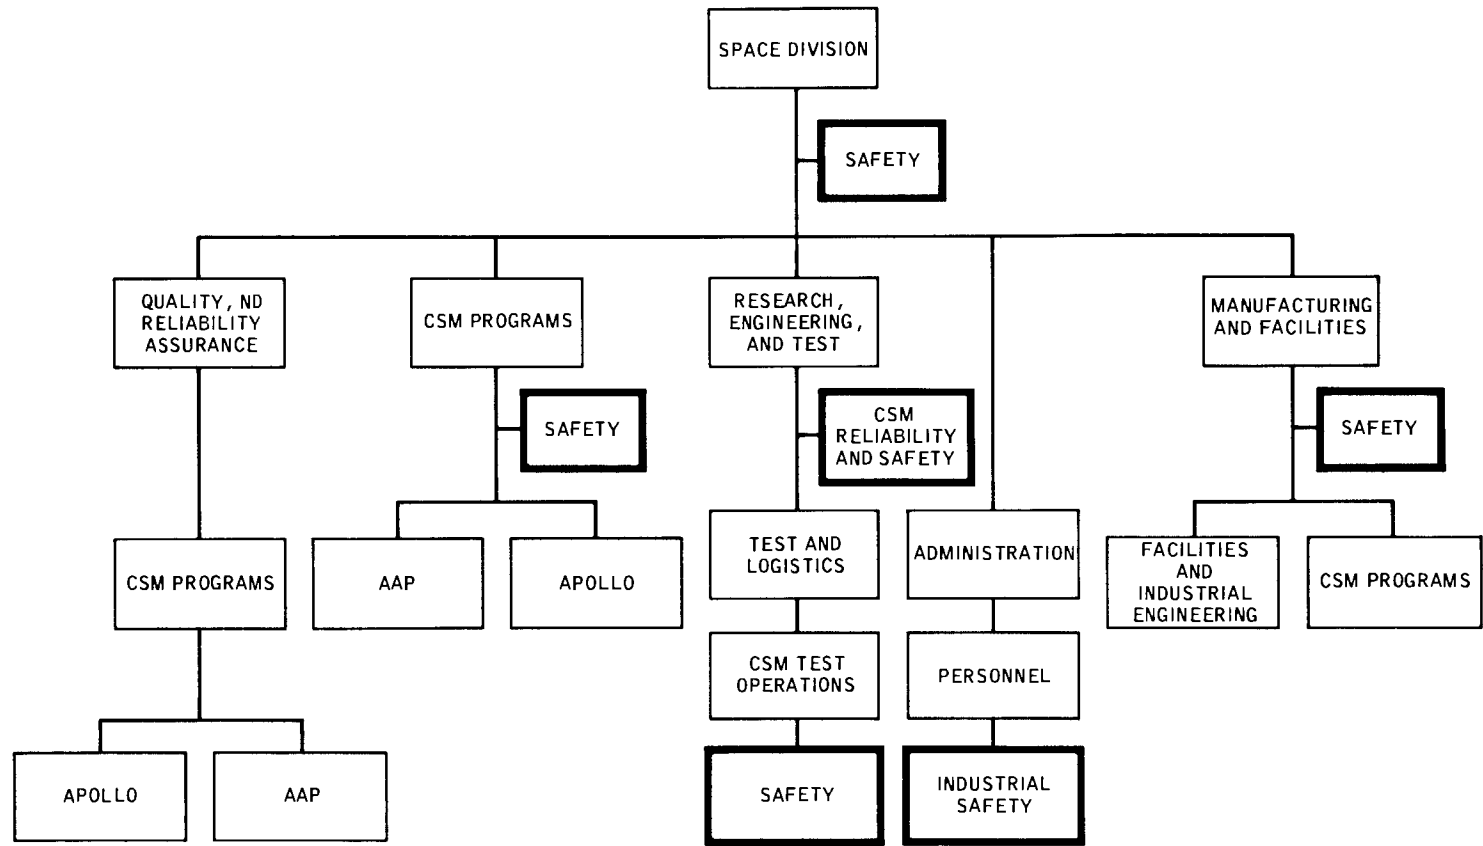 SPACE DIVISION
SAFETY
QUALITY, ND
RELIABILITY
ASSURANCE
CSM PROGRAMS
RESEARCH,
ENGINEERING,
AND TEST
MANUFACTURING
AND FACILITIES
SAFETY
CSM
RELIABILITY
AND SAFETY
SAFETY
CSM PROGRAMS
AAP
APOLLO
TEST AND
LOGISTICS
ADMINISTRATION
FACILITIES
AND
INDUSTRIAL
ENGINEERING
CSM PROGRAMS
CSM TEST
OPERATIONS
PERSONNEL
APOLLO
AAP
SAFETY
INDUSTRIAL
SAFETY